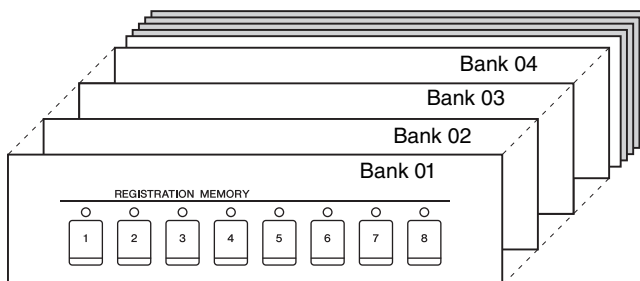 Bank 04
Bank 03
Bank 02
Bank 01
REGISTRATION MEMORY
1 2 3 4 5 6 7 8